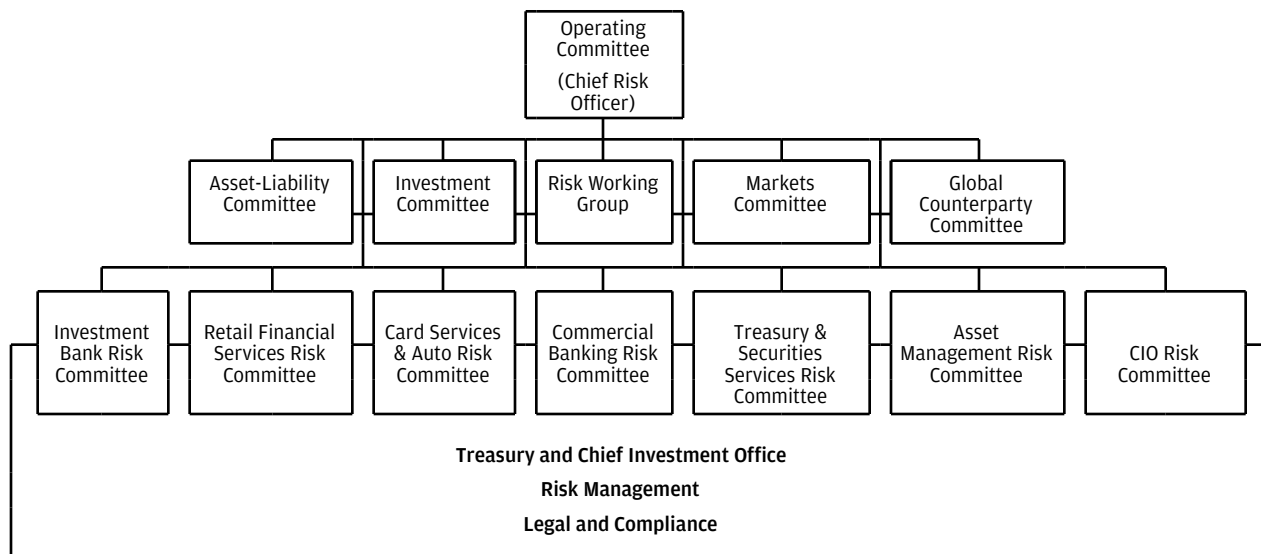 Operating
Committee
(Chief Risk
Officer)
Asset-Liability
Committee
Investment
Committee
Risk Working
Group
Markets
Committee
Global
Counterparty
Committee
Investment
Bank Risk
Committee
Retail Financial
Services Risk
Committee
Card Services
& Auto Risk
Committee
Commercial
Banking Risk
Committee
Treasury &
Securities
Services Risk
Committee
Asset
Management Risk
Committee
CIO Risk
Committee
Treasury and Chief Investment Office
Risk Management
Legal and Compliance